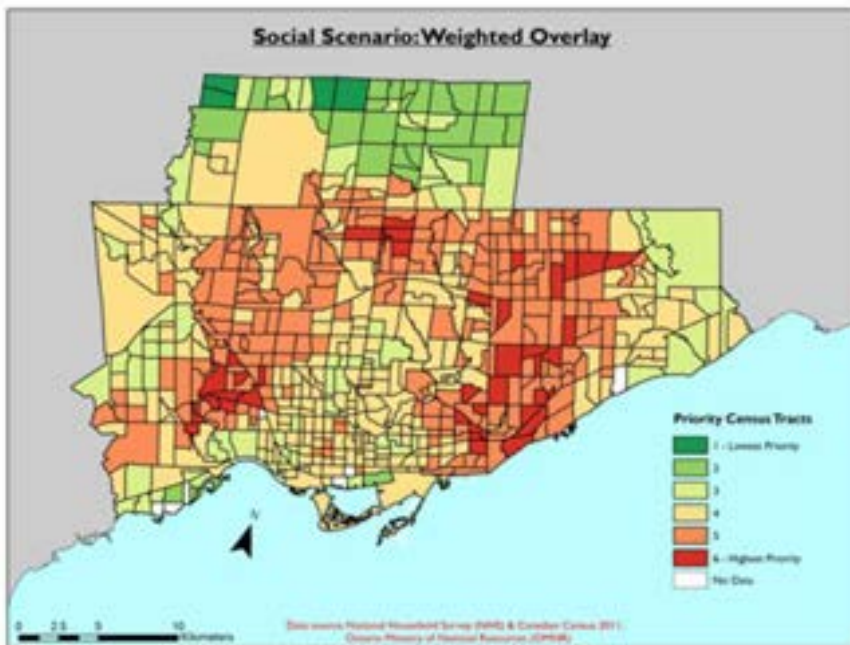 Social Scenario: Weighted Overlay
Priority Census Tracts
1 - Lowest Priority
2
3
4
5
6 - Highest Priority
No Data
N
0 2.5 5 10
Kilometers
Data source: National Household Survey (NHS) & Canadian Census 2011;
Ontario Ministry of National Resources (OMNR)